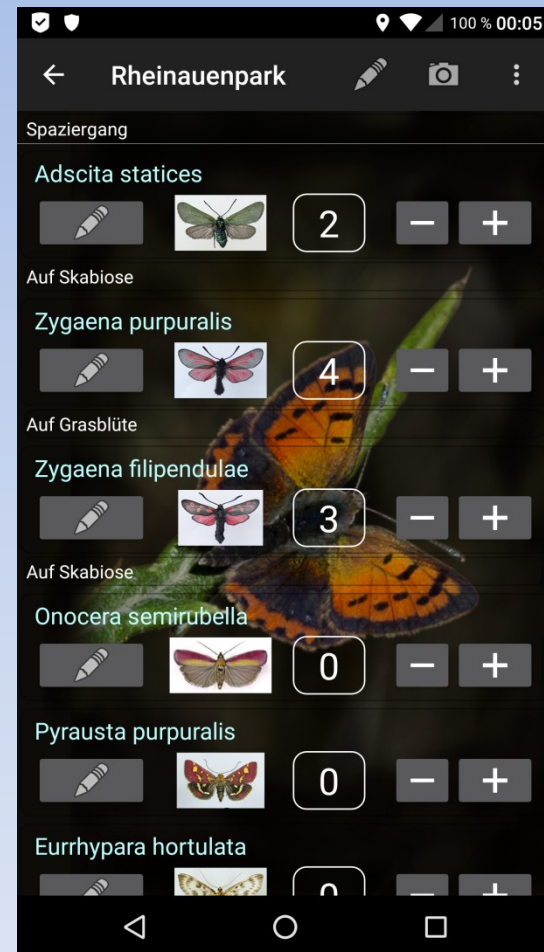 100 % 00:05
Rheinauenpark
Spaziergang
Adscita statices
2
− +
Auf Skabiose
Zygaena purpuralis
4
− +
Auf Grasblüte
Zygaena filipendulae
3
− +
Auf Skabiose
Onocera semirubella
0
− +
Pyrausta purpuralis
0
− +
Eurrhypara hortulata
0
− +